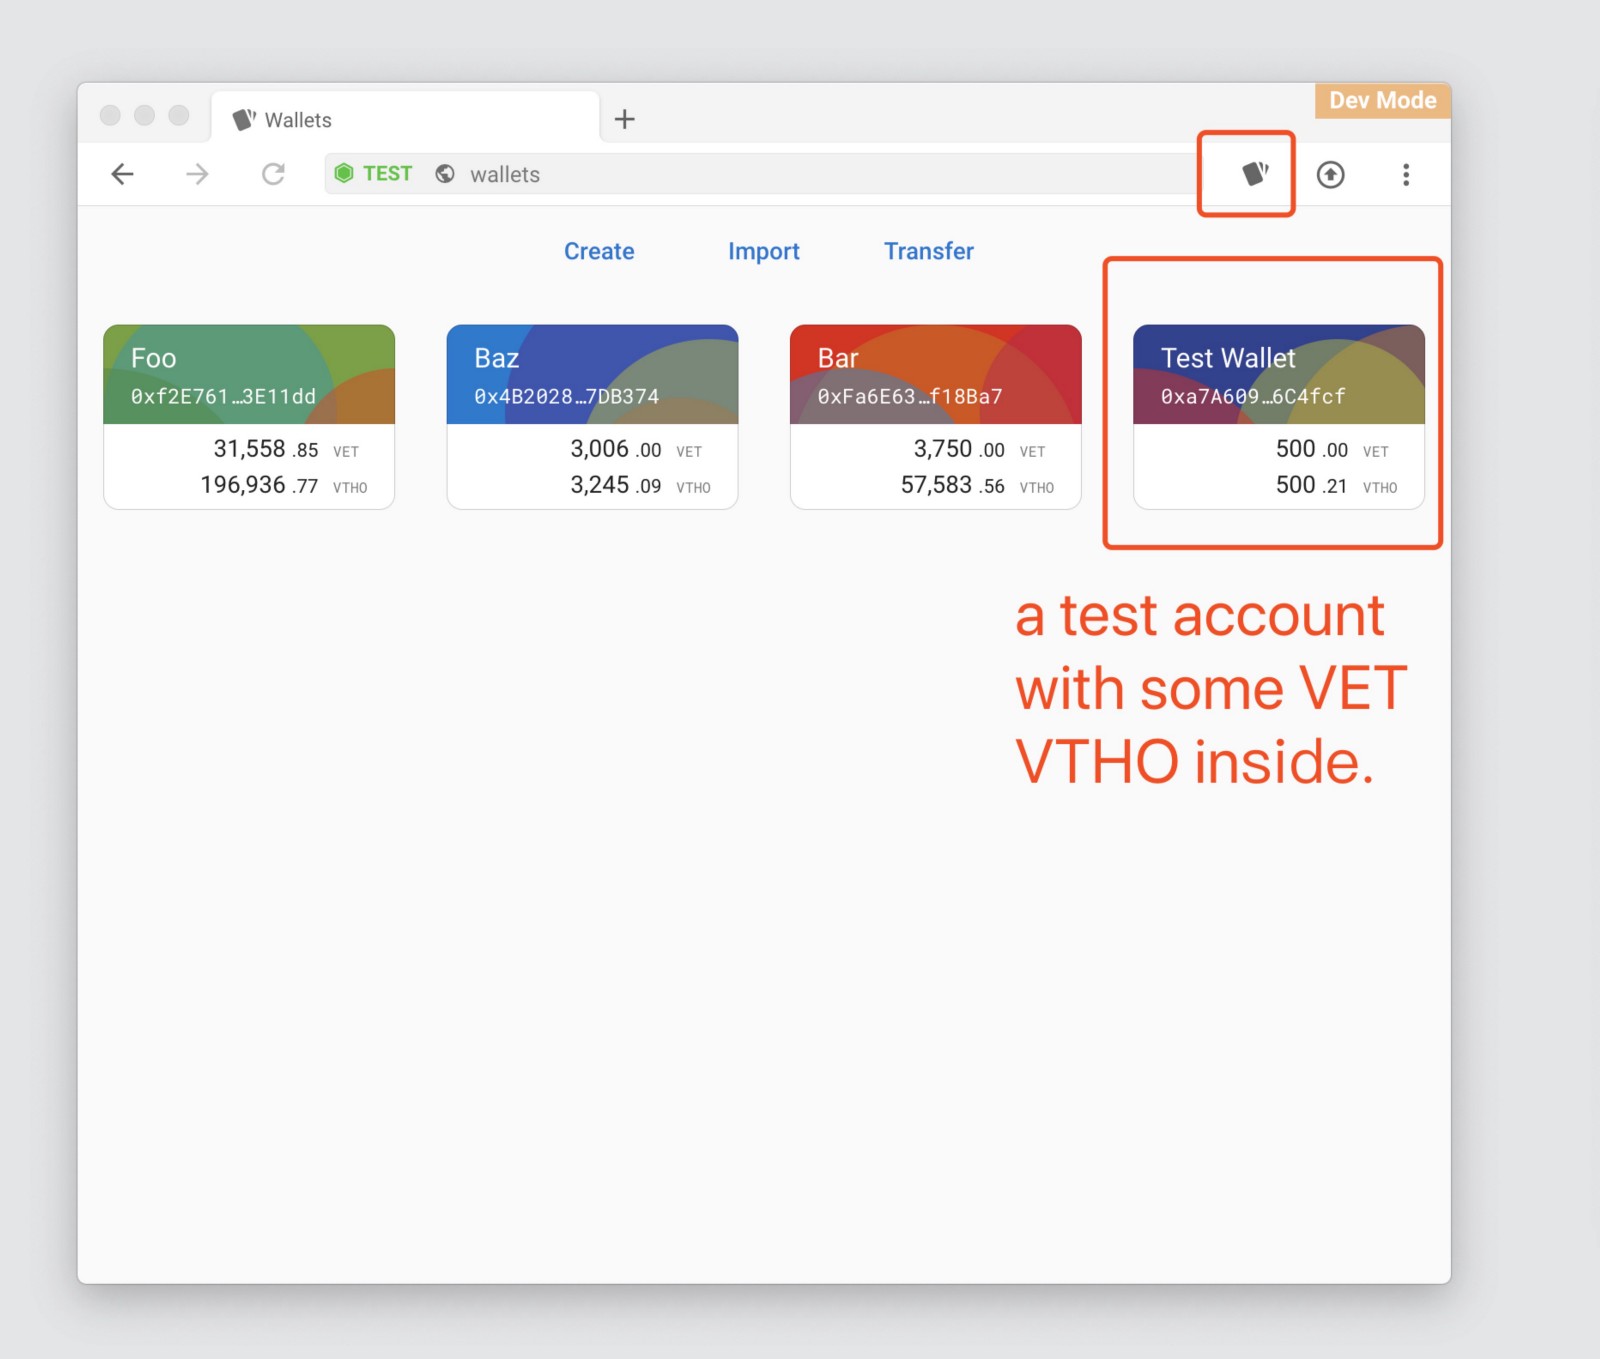 Wallets
Dev Mode
TEST wallets
Create Import Transfer
Foo
0xf2E761…3E11dd
31,558 .85 VET
196,936 .77 VTHO
Baz
0x4B2028…7DB374
3,006 .00 VET
3,245 .09 VTHO
Bar
0xFa6E63…f18Ba7
3,750 .00 VET
57,583 .56 VTHO
Test Wallet
0xa7A609…6C4fcf
500 .00 VET
500 .21 VTHO
a test account
with some VET
VTHO inside.